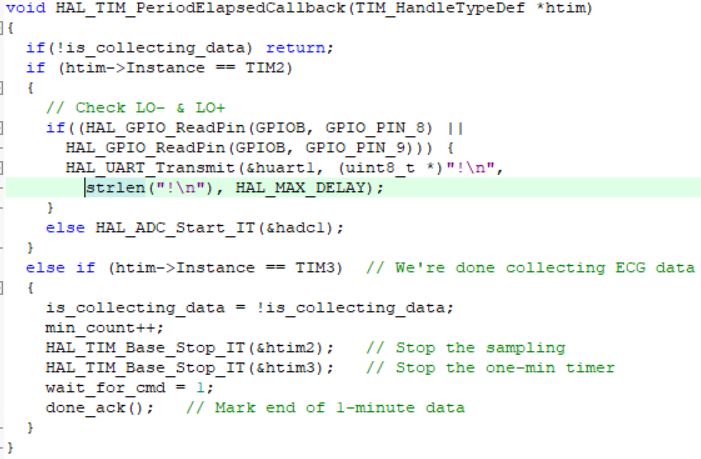 void HAL_TIM_PeriodElapsedCallback(TIM_HandleTypeDef *htim)
{
if(!is_collecting_data) return;
if (htim->Instance == TIM2)
{
// Check LO- & LO+
if((HAL_GPIO_ReadPin(GPIOB, GPIO_PIN_8) ||
HAL_GPIO_ReadPin(GPIOB, GPIO_PIN_9))) {
HAL_UART_Transmit(&huart1, (uint8_t *)"!\n",
strlen("!\n"), HAL_MAX_DELAY);
}
else HAL_ADC_Start_IT(&hadc1);
}
else if (htim->Instance == TIM3)  // We're done collecting ECG data
{
is_collecting_data = !is_collecting_data;
min_count++;
HAL_TIM_Base_Stop_IT(&htim2);   // Stop the sampling
HAL_TIM_Base_Stop_IT(&htim3);   // Stop the one-min timer
wait_for_cmd = 1;
done_ack();   // Mark end of 1-minute data
}
}